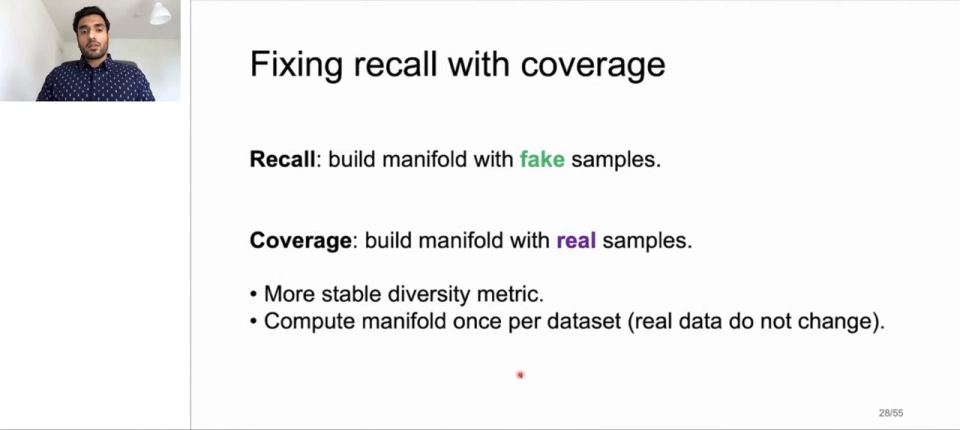 Fixing recall with coverage
Recall: build manifold with fake samples.
Coverage: build manifold with real samples.
• More stable diversity metric.
• Compute manifold once per dataset (real data do not change).
28/55